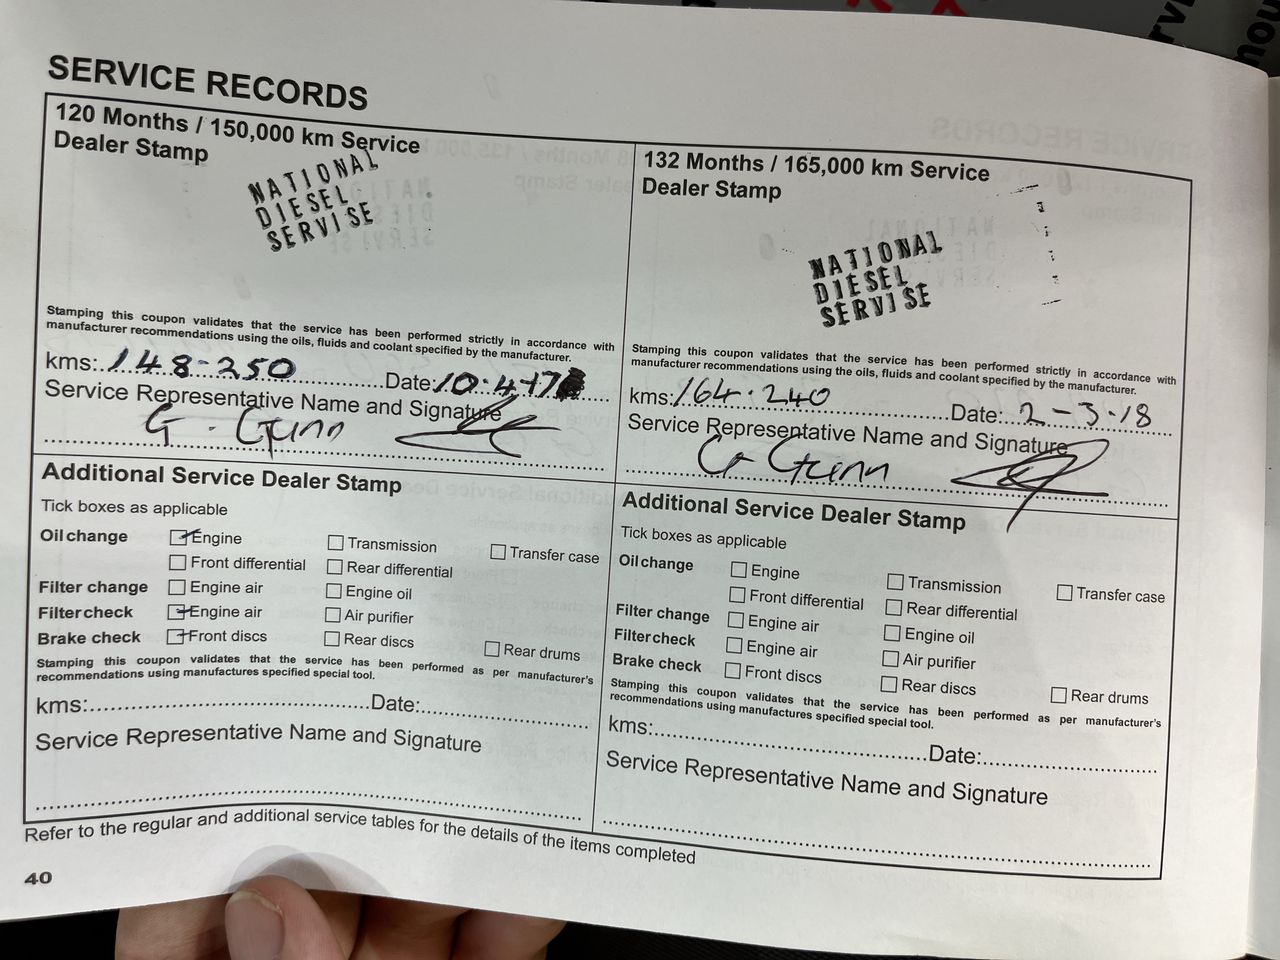 SERVICE RECORDS
120 Months / 150,000 km Service
Dealer Stamp
NATIONAL
DIESEL
SERVISE
Stamping this coupon validates that the service has been performed strictly in accordance with
manufacturer recommendations using the oils, fluids and coolant specified by the manufacturer.
kms: 148-250 Date: 10.4-17
Service Representative Name and Signature
G. Gunn
Additional Service Dealer Stamp
Tick boxes as applicable
Oil change Engine Transmission Transfer case
Front differential Rear differential
Filter change Engine air Engine oil
Filter check Engine air Air purifier
Brake check Front discs Rear discs Rear drums
Stamping this coupon validates that the service has been performed as per manufacturer's
recommendations using manufactures specified special tool.
kms: Date:
Service Representative Name and Signature
132 Months / 165,000 km Service
Dealer Stamp
NATIONAL
DIESEL
SERVISE
Stamping this coupon validates that the service has been performed strictly in accordance with
manufacturer recommendations using the oils, fluids and coolant specified by the manufacturer.
kms: 164.240 Date: 2-3-18
Service Representative Name and Signature
G Gunn
Additional Service Dealer Stamp
Tick boxes as applicable
Oil change Engine Transmission Transfer case
Front differential Rear differential
Filter change Engine air Engine oil
Filter check Engine air Air purifier
Brake check Front discs Rear discs Rear drums
Stamping this coupon validates that the service has been performed as per manufacturer's
recommendations using manufactures specified special tool.
kms: Date:
Service Representative Name and Signature
Refer to the regular and additional service tables for the details of the items completed
40